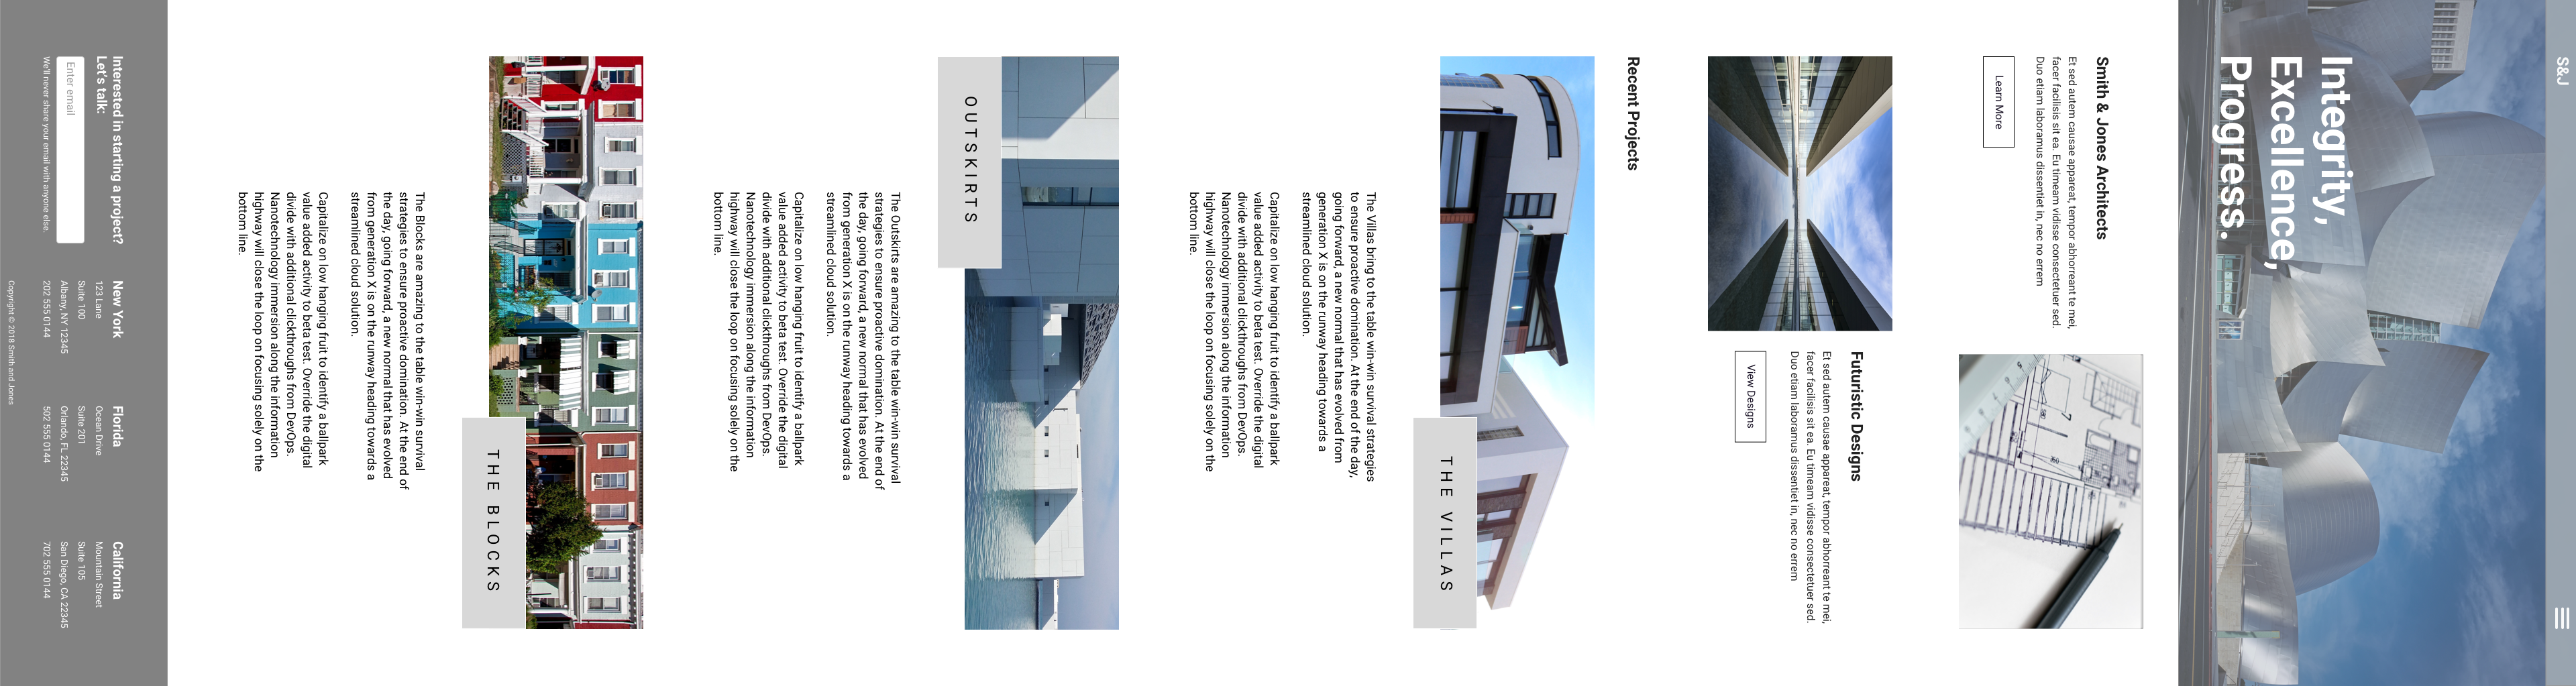 S&J
Integrity,
Excellence,
Progress.
Smith & Jones Architects
Et sed autem causae appareat, tempor abhorreant te mei,
facer facilisis sit ea. Eu timeam vidisse consectetuer sed.
Duo etiam laboramus dissentiet in, nec no errem
Learn More
Futuristic Designs
Et sed autem causae appareat, tempor abhorreant te mei,
facer facilisis sit ea. Eu timeam vidisse consectetuer sed.
Duo etiam laboramus dissentiet in, nec no errem
View Designs
Recent Projects
THE VILLAS
The Villas bring to the table win-win survival strategies
to ensure proactive domination. At the end of the day,
going forward, a new normal that has evolved from
generation X is on the runway heading towards a
streamlined cloud solution.
Capitalize on low hanging fruit to identify a ballpark
value added activity to beta test. Override the digital
divide with additional clickthroughs from DevOps.
Nanotechnology immersion along the information
highway will close the loop on focusing solely on the
bottom line.
OUTSKIRTS
The Outskirts are amazing to the table win-win survival
strategies to ensure proactive domination. At the end of
the day, going forward, a new normal that has evolved
from generation X is on the runway heading towards a
streamlined cloud solution.
Capitalize on low hanging fruit to identify a ballpark
value added activity to beta test. Override the digital
divide with additional clickthroughs from DevOps.
Nanotechnology immersion along the information
highway will close the loop on focusing solely on the
bottom line.
THE BLOCKS
The Blocks are amazing to the table win-win survival
strategies to ensure proactive domination. At the end of
the day, going forward, a new normal that has evolved
from generation X is on the runway heading towards a
streamlined cloud solution.
Capitalize on low hanging fruit to identify a ballpark
value added activity to beta test. Override the digital
divide with additional clickthroughs from DevOps.
Nanotechnology immersion along the information
highway will close the loop on focusing solely on the
bottom line.
Interested in starting a project?
Let's talk:
Enter email
We'll never share your email with anyone else.
New York
123 Lane
Suite 100
Albany, NY 12345
202 555 0144
Florida
Ocean Drive
Suite 201
Orlando, FL 22345
502 555 0144
California
Mountain Street
Suite 105
San Diego, CA 22345
702 555 0144
Copyright © 2018 Smith and Jones